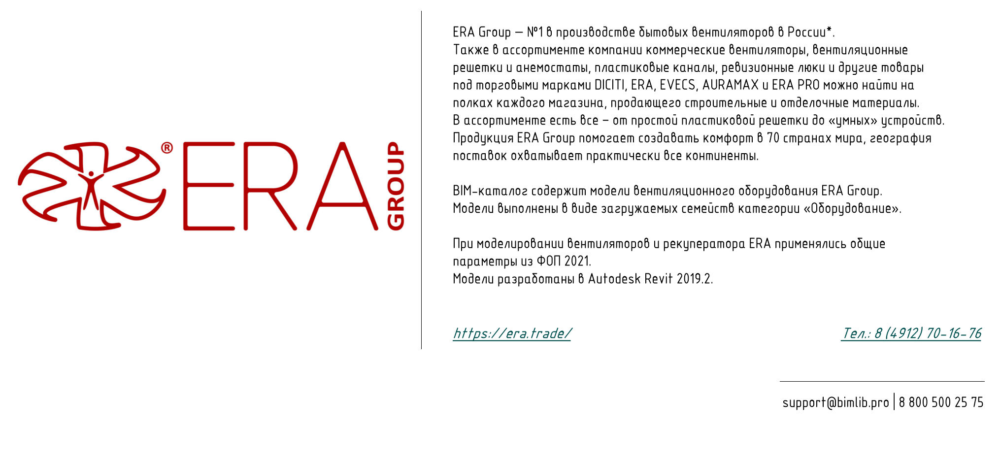 ® ERA GROUP
ERA Group – №1 в производстве бытовых вентиляторов в России*.
Также в ассортименте компании коммерческие вентиляторы, вентиляционные
решетки и анемостаты, пластиковые каналы, ревизионные люки и другие товары
под торговыми марками DICITI, ERA, EVECS, AURAMAX и ERA PRO можно найти на
полках каждого магазина, продающего строительные и отделочные материалы.
В ассортименте есть все – от простой пластиковой решетки до «умных» устройств.
Продукция ERA Group помогает создавать комфорт в 70 странах мира, география
поставок охватывает практически все континенты.
BIM-каталог содержит модели вентиляционного оборудования ERA Group.
Модели выполнены в виде загружаемых семейств категории «Оборудование».
При моделировании вентиляторов и рекуператора ERA применялись общие
параметры из ФОП 2021.
Модели разработаны в Autodesk Revit 2019.2.
https://era.trade/
Тел.: 8 (4912) 70-16-76
support@bimlib.pro | 8 800 500 25 75